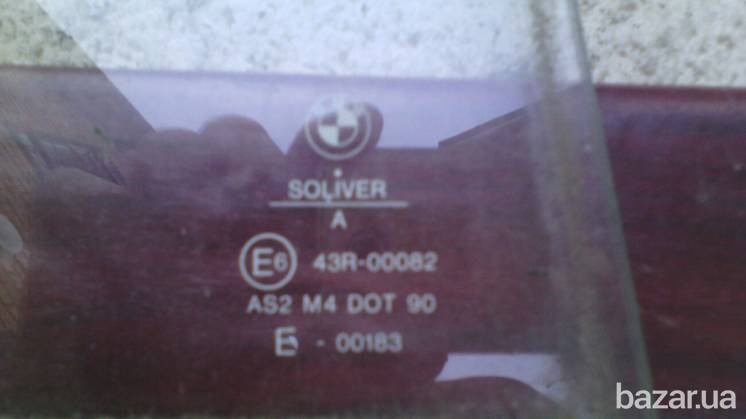 SOLIVER
A
E6 43R-00082
AS2 M4 DOT 90
E - 00183
bazar.ua